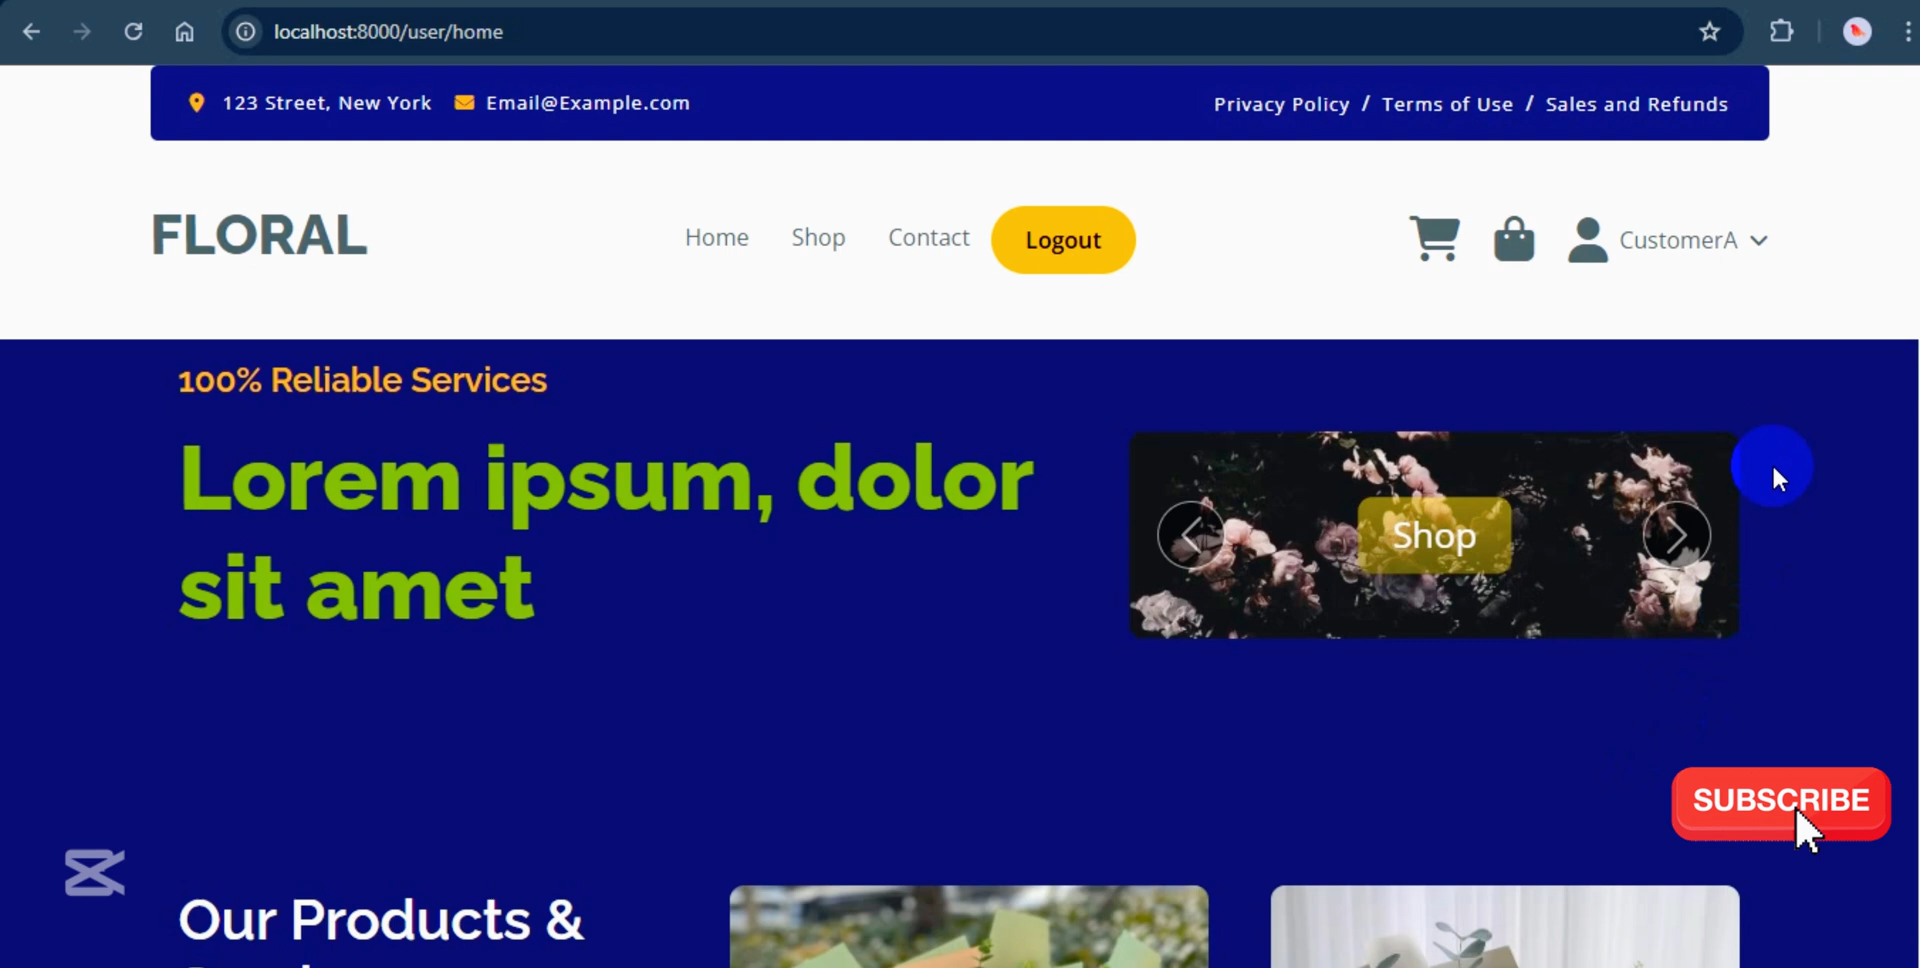 localhost:8000/user/home
123 Street, New York Email@Example.com
Privacy Policy / Terms of Use / Sales and Refunds
FLORAL
Home Shop Contact Logout
CustomerA
100% Reliable Services
Lorem ipsum, dolor
sit amet
Shop
SUBSCRIBE
Our Products &